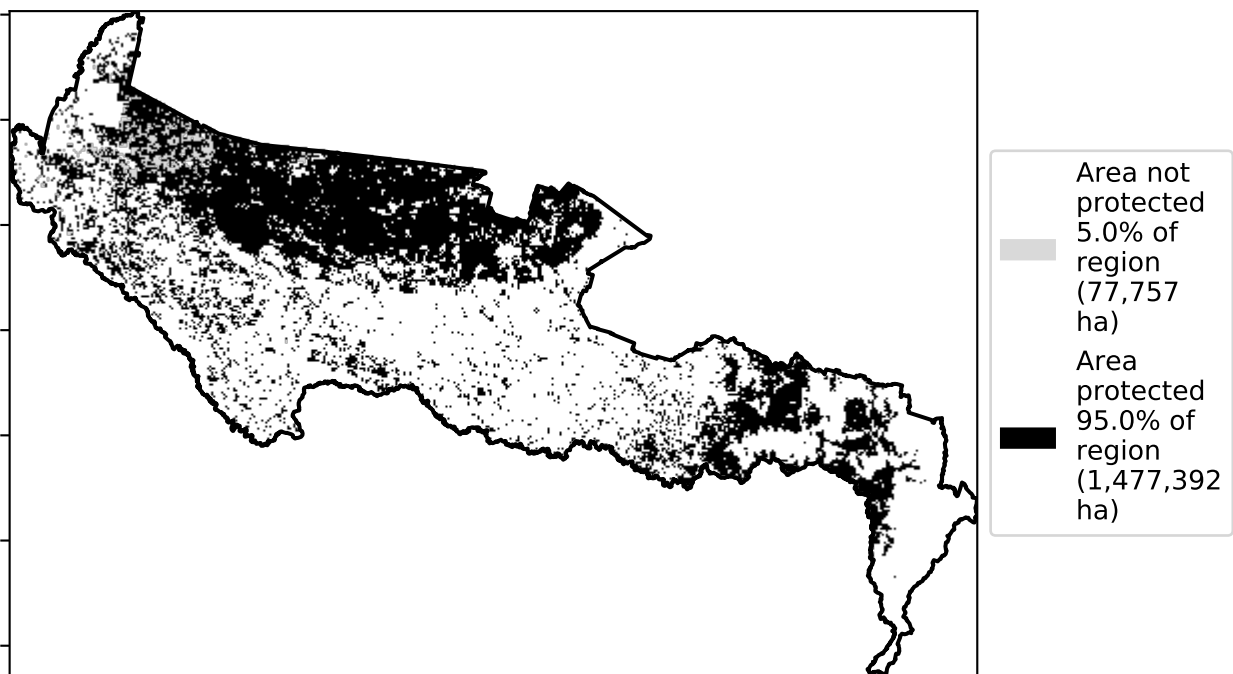 Area not
protected
5.0% of
region
(77,757
ha)
Area
protected
95.0% of
region
(1,477,392
ha)